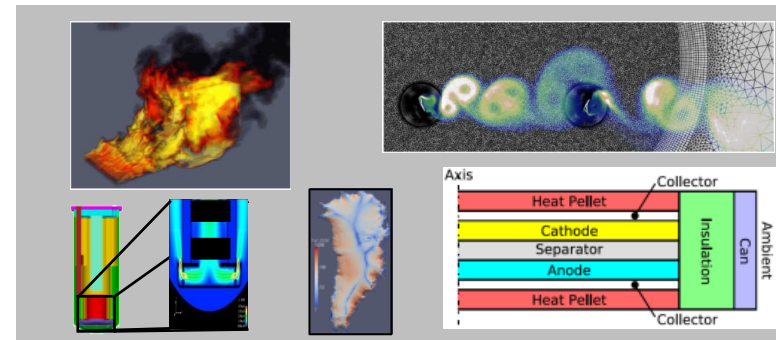 Axis
Collector
Heat Pellet
Cathode
Separator
Anode
Heat Pellet
Collector
Insulation
Can
Ambient